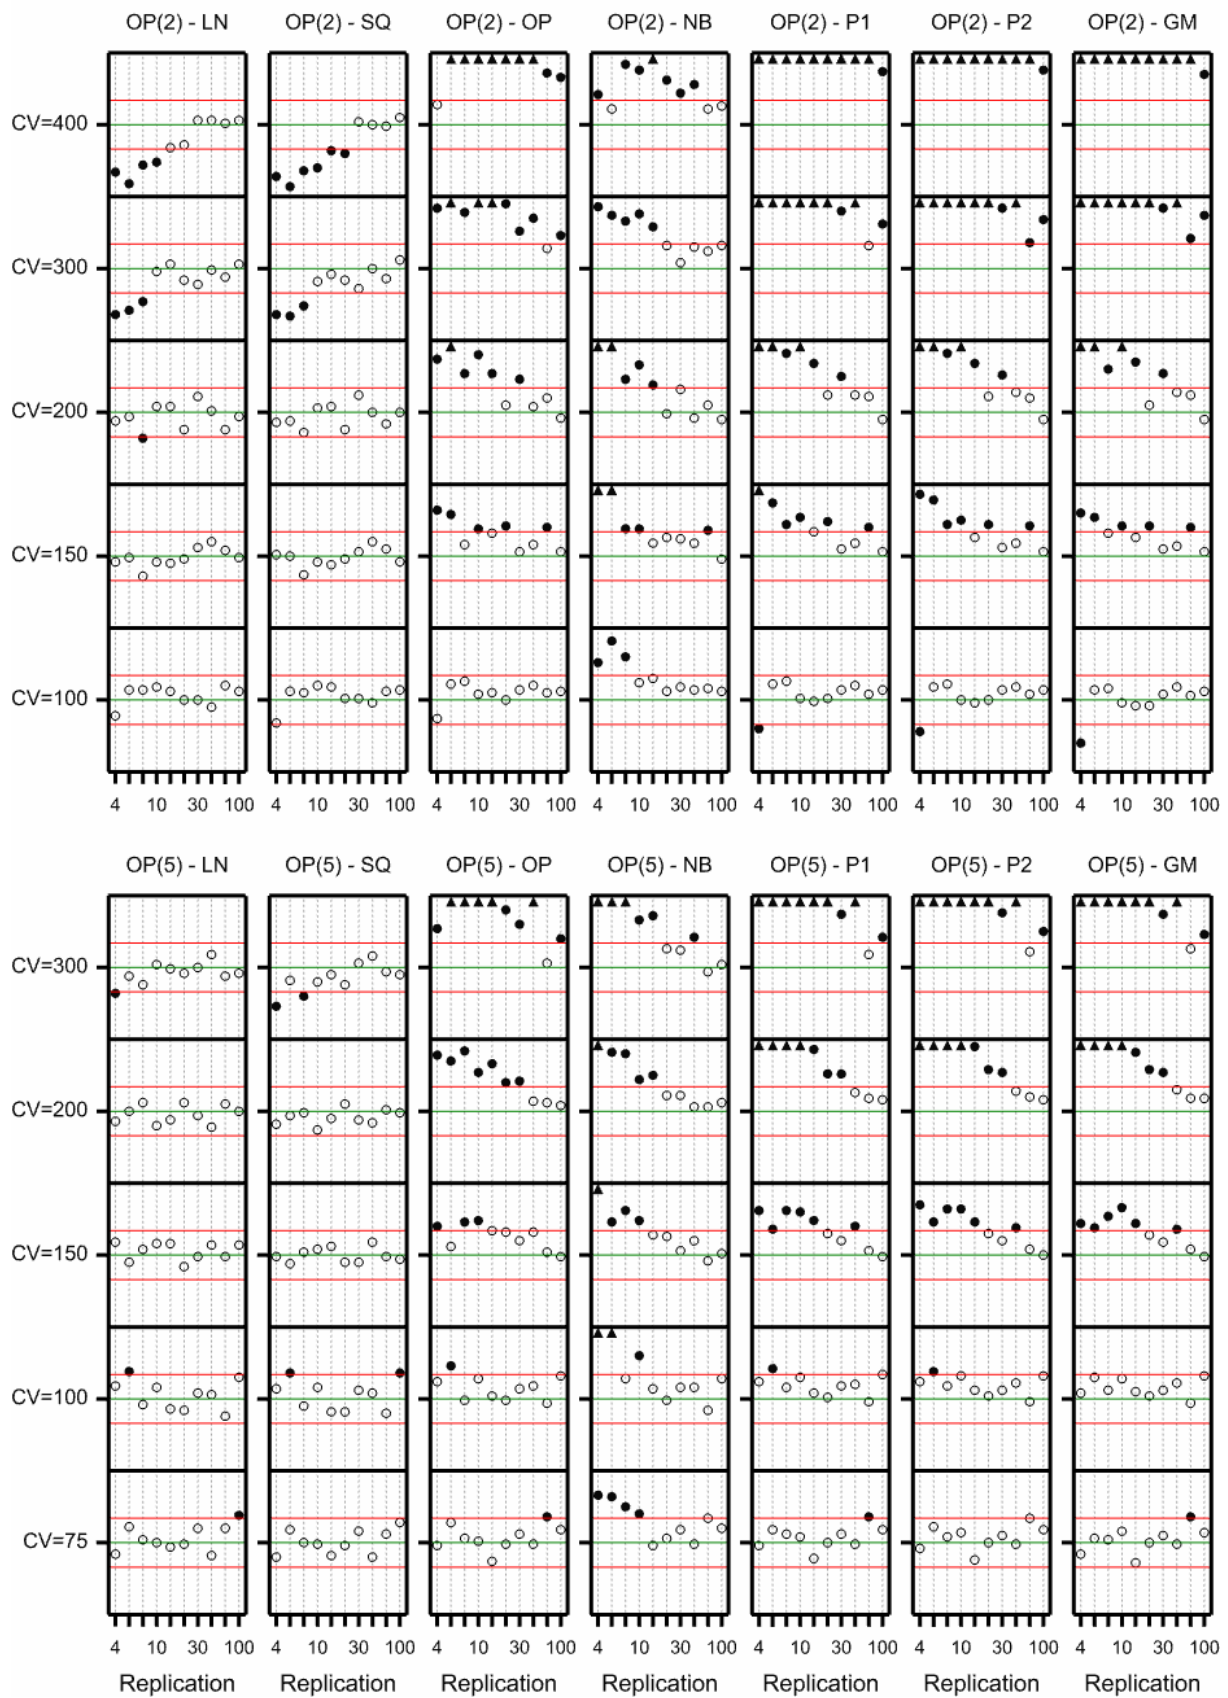 OP(2) - LN OP(2) - SQ OP(2) - OP OP(2) - NB OP(2) - P1 OP(2) - P2 OP(2) - GM
CV=400
CV=300
CV=200
CV=150
CV=100
4 10 30 100 4 10 30 100 4 10 30 100 4 10 30 100 4 10 30 100 4 10 30 100 4 10 30 100
OP(5) - LN OP(5) - SQ OP(5) - OP OP(5) - NB OP(5) - P1 OP(5) - P2 OP(5) - GM
CV=300
CV=200
CV=150
CV=100
CV=75
4 10 30 100 4 10 30 100 4 10 30 100 4 10 30 100 4 10 30 100 4 10 30 100 4 10 30 100
Replication Replication Replication Replication Replication Replication Replication